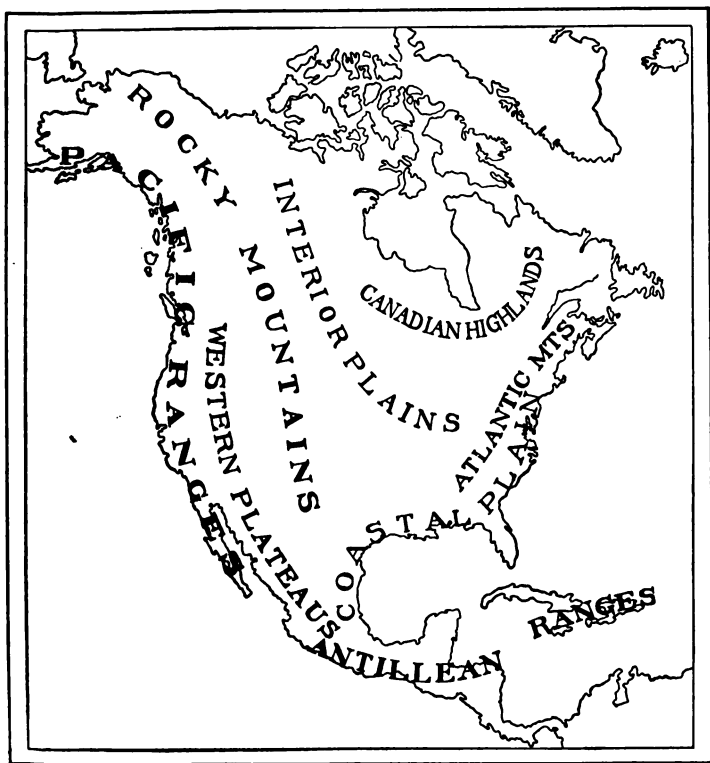 ROCKY MOUNTAINS
PACIFIC RANGES
INTERIOR PLAINS
CANADIAN HIGHLANDS
WESTERN PLATEAUS
ATLANTIC MTS
COASTAL PLAIN
ANTILLEAN RANGES